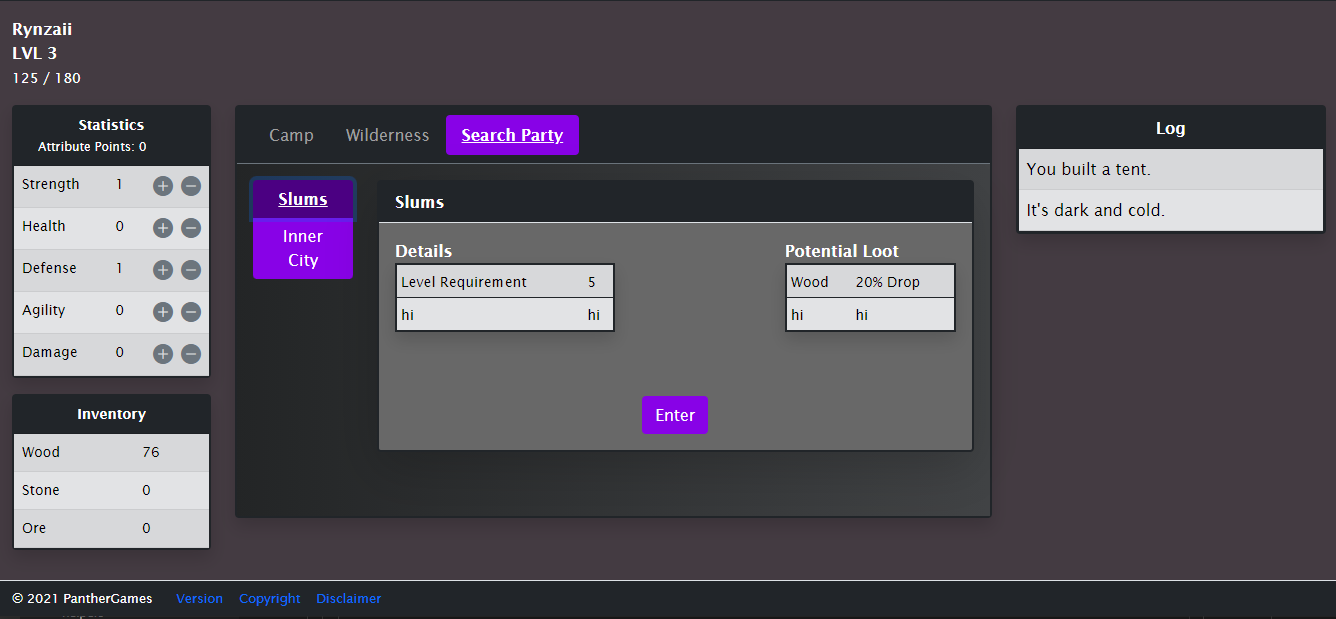 Rynzaii
LVL 3
125 / 180
Statistics
Attribute Points: 0
Strength 1
Health 0
Defense 1
Agility 0
Damage 0
Inventory
Wood 76
Stone 0
Ore 0
Camp Wilderness Search Party
Slums
Inner
City
Slums
Details
Level Requirement 5
hi hi
Potential Loot
Wood 20% Drop
hi hi
Enter
Log
You built a tent.
It's dark and cold.
© 2021 PantherGames Version Copyright Disclaimer